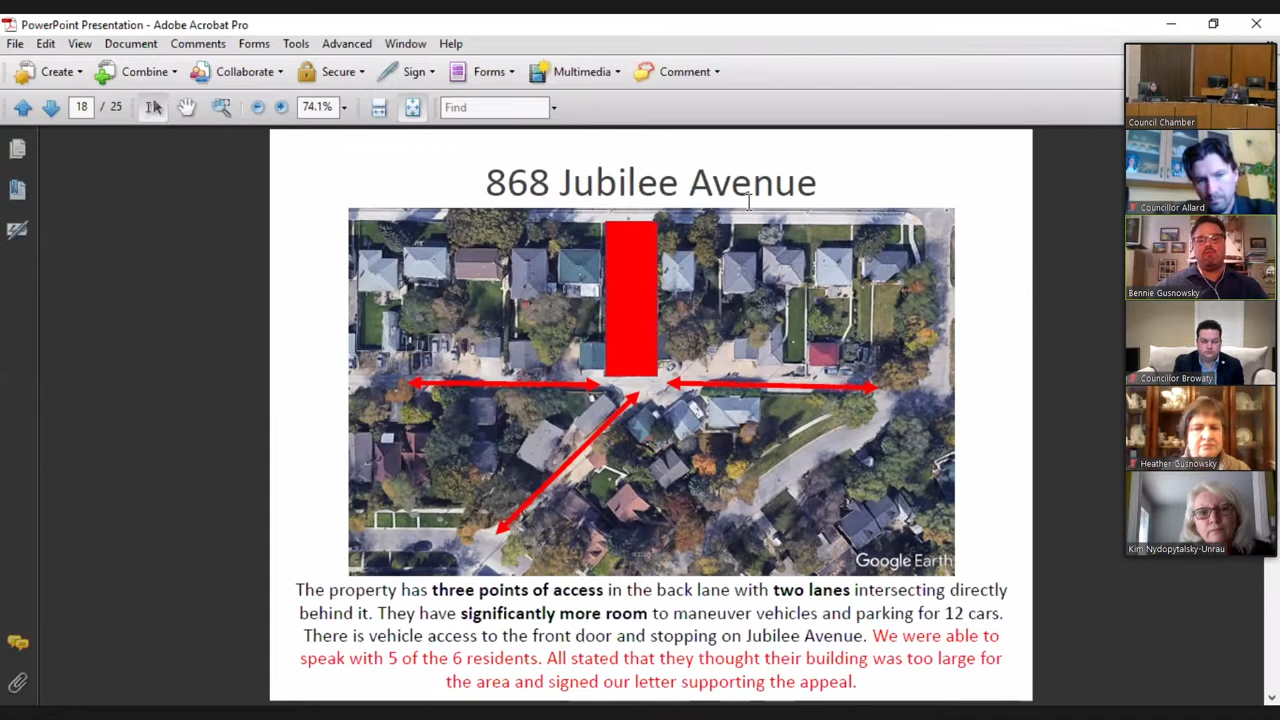 PowerPoint Presentation - Adobe Acrobat Pro
File Edit View Document Comments Forms Tools Advanced Window Help
Create Combine Collaborate Secure Sign Forms Multimedia Comment
18 / 25 74.1% Find
868 Jubilee Avenue
Google Earth
The property has three points of access in the back lane with two lanes intersecting directly
behind it. They have significantly more room to maneuver vehicles and parking for 12 cars.
There is vehicle access to the front door and stopping on Jubilee Avenue. We were able to
speak with 5 of the 6 residents. All stated that they thought their building was too large for
the area and signed our letter supporting the appeal.
Council Chamber
Councillor Allard
Bennie Gusnowsky
Councillor Browaty
Heather Gusnowsky
Kim Nydopytalsky-Unrau